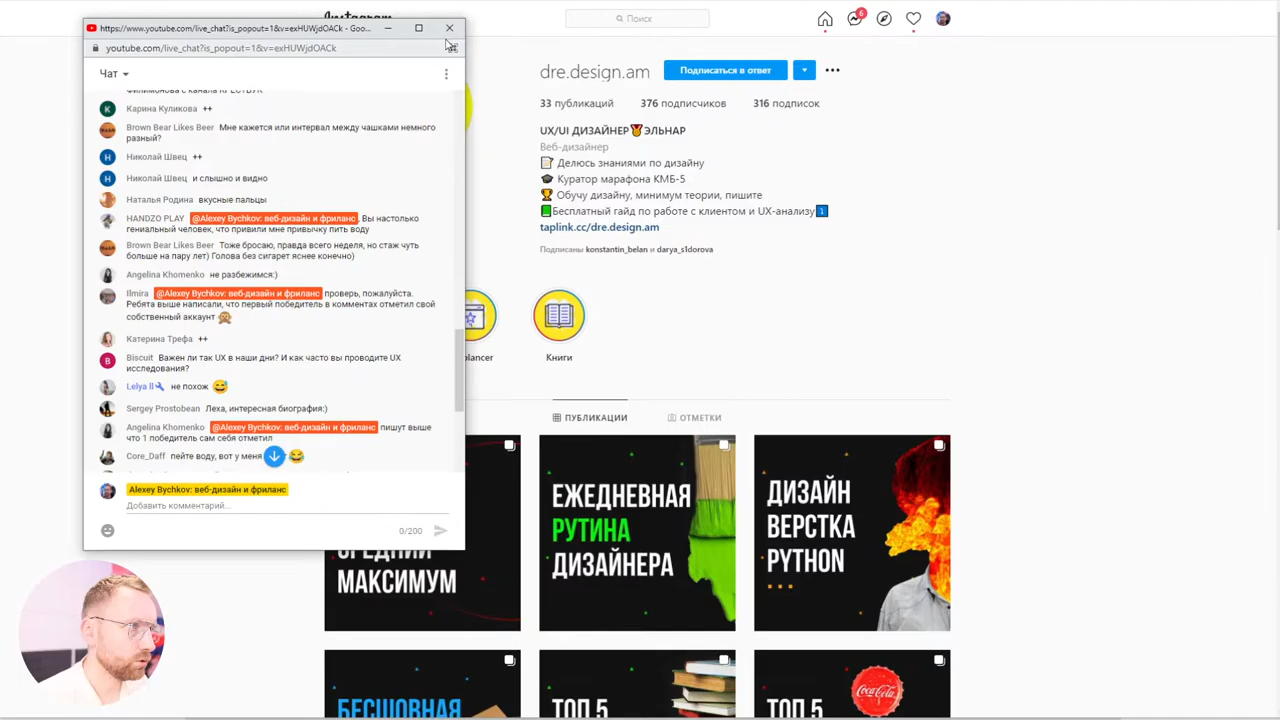 Instagram
Поиск
6
https://www.youtube.com/live_chat?is_popout=1&v=exHUWjdOACk - Goo...
youtube.com/live_chat?is_popout=1&v=exHUWjdOACk
Чат
Филимонова с канала КРЕСТВУК
К Карина Куликова ++
Brown Bear Likes Beer Мне кажется или интервал между чашками немного
разный?
Н Николай Швец ++
Н Николай Швец и слышно и видно
Наталья Родина вкусные пальцы
HANDZO PLAY @Alexey Bychkov: веб-дизайн и фриланс. Вы настолько
гениальный человек, что привили мне привычку пить воду
Brown Bear Likes Beer Тоже бросаю, правда всего неделя, но стаж чуть
больше на пару лет) Голова без сигарет яснее конечно)
Angelina Khomenko не разбежимся:)
Ilmira @Alexey Bychkov: веб-дизайн и фриланс проверь, пожалуйста.
Ребята выше написали, что первый победитель в комментах отметил свой
собственный аккаунт 🙊
Катерина Трефа ++
B Biscuit Важен ли так UX в наши дни? И как часто вы проводите UX
исследования?
Lelya ll🔧 не похож 😅
Sergey Prostobean Леха, интересная биография:)
Angelina Khomenko @Alexey Bychkov: веб-дизайн и фриланс пишут выше
что 1 победитель сам себя отметил
Core_Daff пейте воду, вот у меня 😂
Alexey Bychkov: веб-дизайн и фриланс
Добавить комментарий...
0/200
dre.design.am
Подписаться в ответ
33 публикаций 376 подписчиков 316 подписок
UX/UI ДИЗАЙНЕР🏅ЭЛЬНАР
Веб-дизайнер
📝 Делюсь знаниями по дизайну
🎓 Куратор марафона КМБ-5
🏆 Обучу дизайну, минимум теории, пишите
📗Бесплатный гайд по работе с клиентом и UX-анализу⤵️
taplink.cc/dre.design.am
Подписаны konstantin_belan и darya_s1dorova
lancer
Книги
ПУБЛИКАЦИИ
ОТМЕТКИ
СРЕДНИЙ
МАКСИМУМ
ЕЖЕДНЕВНАЯ
РУТИНА
ДИЗАЙНЕРА
ДИЗАЙН
ВЕРСТКА
PYTHON
БЕСШОВНАЯ
ТОП 5
ТОП 5
Coca-Cola